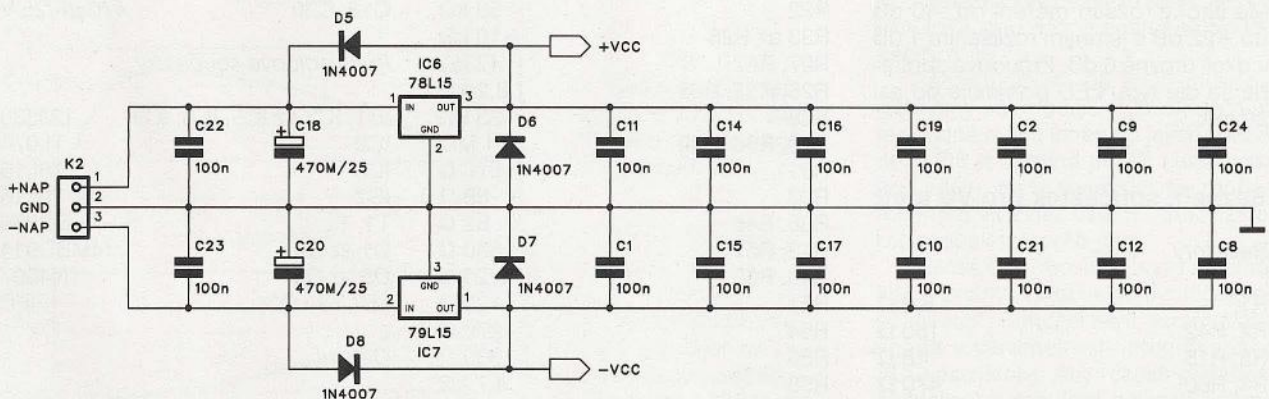 D5
1N4007
+VCC
IC6
78L15
1 IN OUT 3
GND
2
D6
1N4007
C22
100n
+ C18
470M/25
C11
100n
C14
100n
C16
100n
C19
100n
C2
100n
C9
100n
C24
100n
K2
+NAP 1
GND 2
-NAP 3
C23
100n
+ C20
470M/25
3
GND
2 IN OUT 1
79L15
IC7
D7
1N4007
C1
100n
C15
100n
C17
100n
C10
100n
C21
100n
C12
100n
C8
100n
D8
1N4007
-VCC